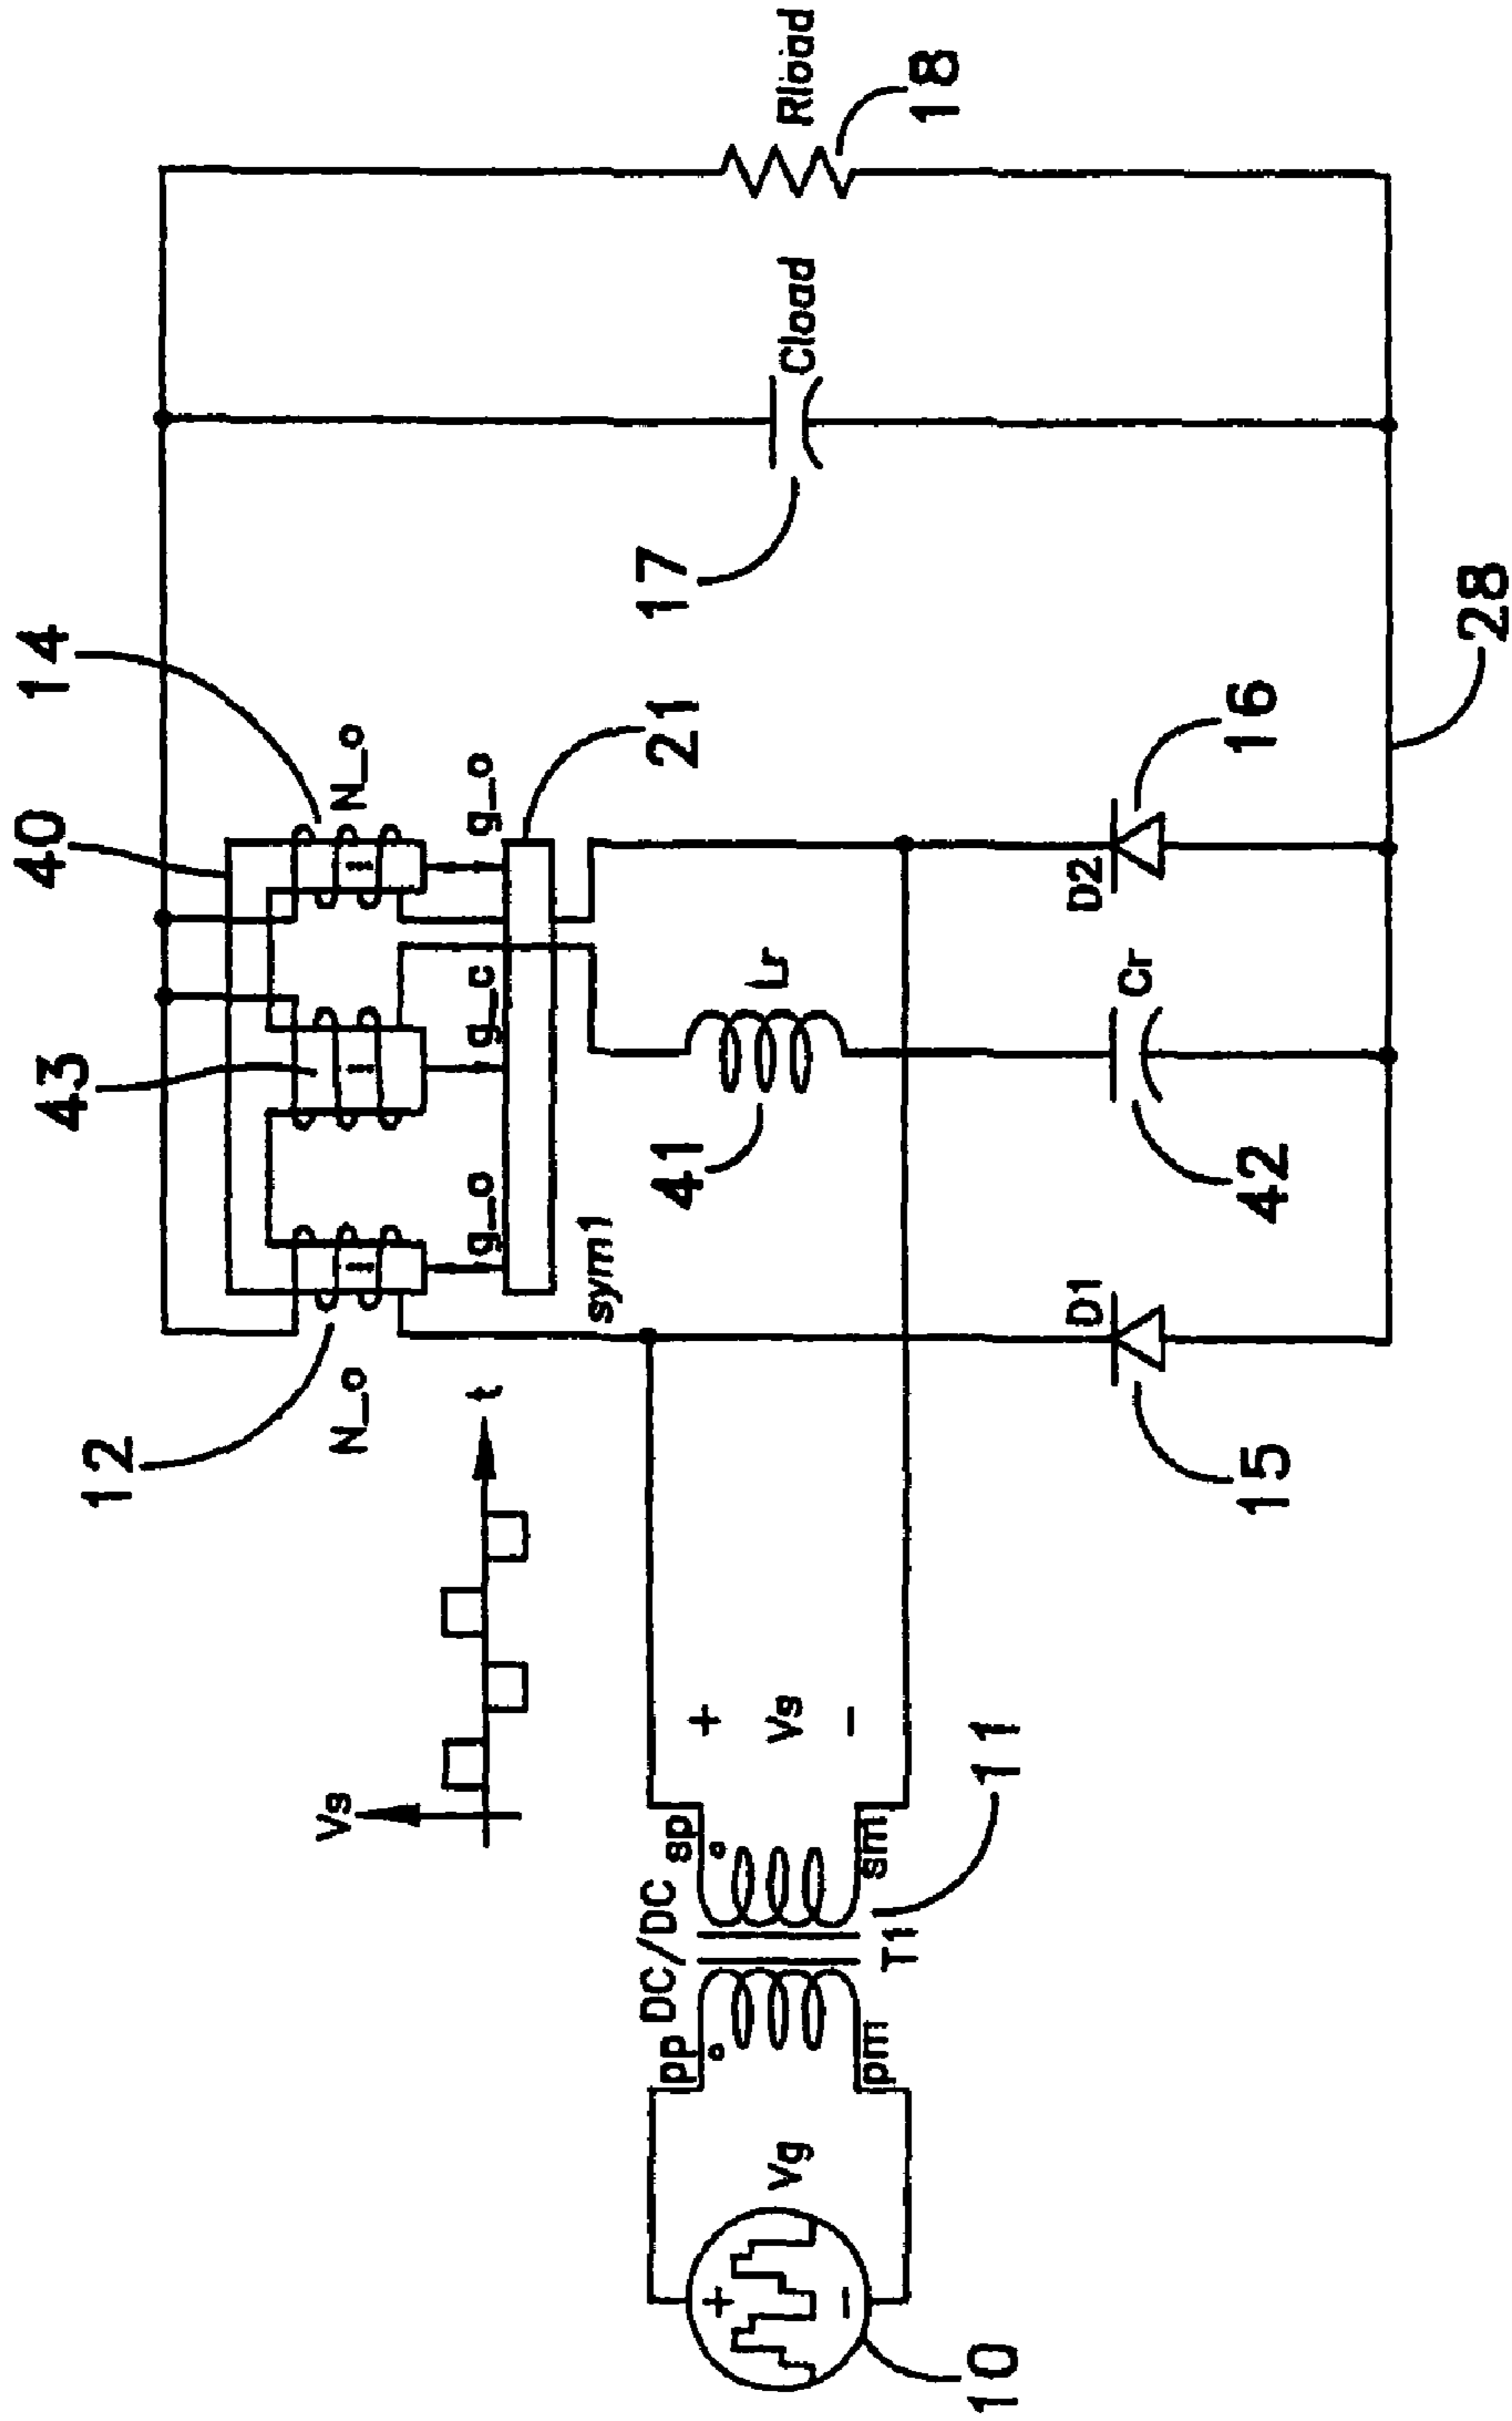 40
14
43
12
N_o
N_o
g_o
g_c
g_o
21
sym1
Vs
t
17
Cload
Rload
18
Lr
41
DC/DC
pp
sp
pm
sm
T1
11
+
Vs
−
Vg
+
−
10
D1
15
Cr
42
D2
16
28